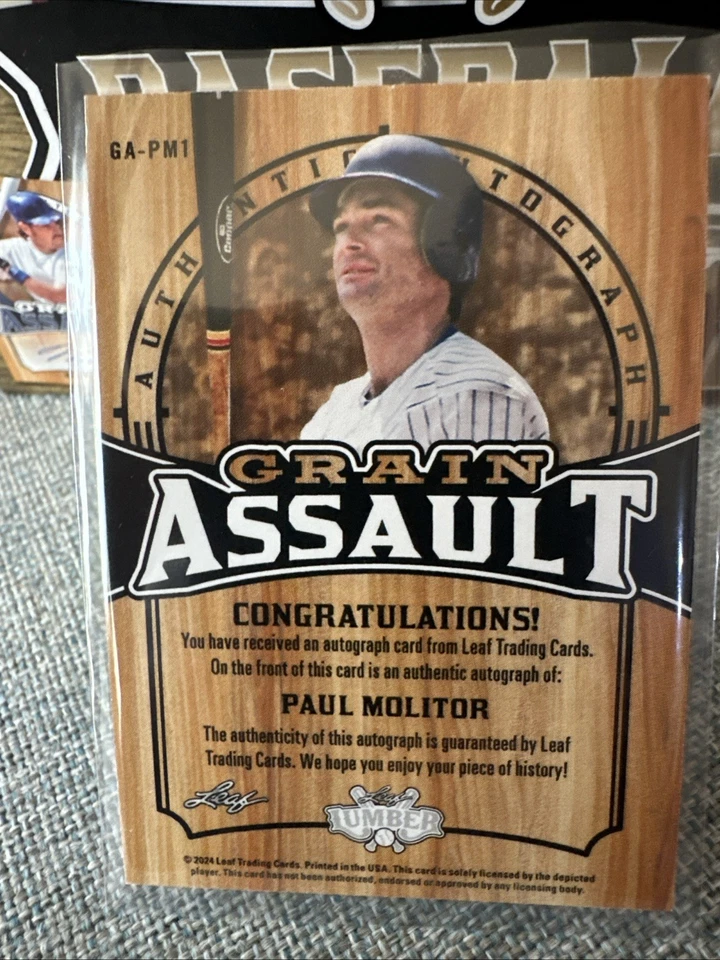 BASEBALL
GA-PM1
AUTHENTIC AUTOGRAPH
Cooper
GRAIN
ASSAULT
CONGRATULATIONS!
You have received an autograph card from Leaf Trading Cards.
On the front of this card is an authentic autograph of:
PAUL MOLITOR
The authenticity of this autograph is guaranteed by Leaf
Trading Cards. We hope you enjoy your piece of history!
Leaf
Leaf
LUMBER
© 2024 Leaf Trading Cards. Printed in the USA. This card is solely licensed by the depicted
player. This card has not been authorized, endorsed or approved by any licensing body.